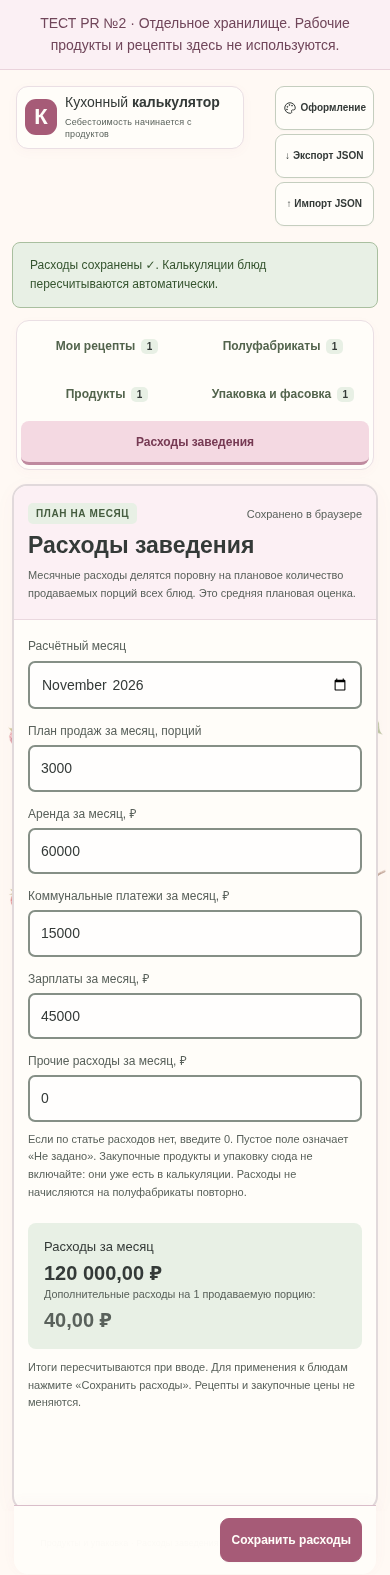 ТЕСТ PR №2 · Отдельное хранилище. Рабочие
продукты и рецепты здесь не используются.
К
Кухонный калькулятор
Себестоимость начинается с
продуктов
Оформление
↓ Экспорт JSON
↑ Импорт JSON
Расходы сохранены ✓. Калькуляции блюд
пересчитываются автоматически.
Мои рецепты 1
Полуфабрикаты 1
Продукты 1
Упаковка и фасовка 1
Расходы заведения
ПЛАН НА МЕСЯЦ
Сохранено в браузере
Расходы заведения
Месячные расходы делятся поровну на плановое количество
продаваемых порций всех блюд. Это средняя плановая оценка.
Расчётный месяц
November 2026
План продаж за месяц, порций
3000
Аренда за месяц, ₽
60000
Коммунальные платежи за месяц, ₽
15000
Зарплаты за месяц, ₽
45000
Прочие расходы за месяц, ₽
0
Если по статье расходов нет, введите 0. Пустое поле означает
«Не задано». Закупочные продукты и упаковку сюда не
включайте: они уже есть в калькуляции. Расходы не
начисляются на полуфабрикаты повторно.
Расходы за месяц
120 000,00 ₽
Дополнительные расходы на 1 продаваемую порцию:
40,00 ₽
Итоги пересчитываются при вводе. Для применения к блюдам
нажмите «Сохранить расходы». Рецепты и закупочные цены не
меняются.
Сохранить расходы